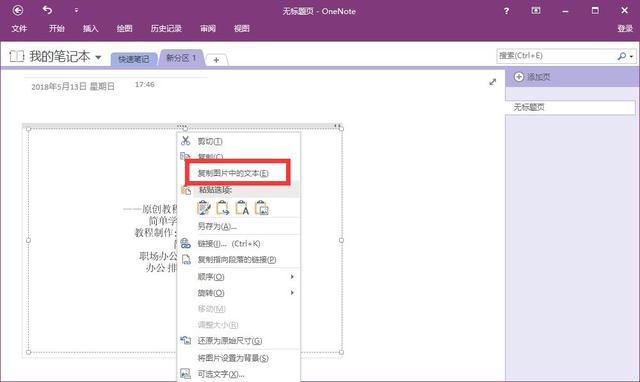 无标题页 - OneNote
文件 开始 插入 绘图 历史记录 审阅 视图 登录
我的笔记本 快速笔记 新分区 1 搜索(Ctrl+E)
添加页
2018年5月13日 星期日 17:46
无标题页
剪切(T)
复制(C)
复制图片中的文本(E)
粘贴选项:
——原创教程
简单学
教程制作:
职场办公
办公 排
另存为(A)...
链接(I)... (Ctrl+K)
复制指向段落的链接(P)
顺序(O)
旋转(O)
移动(M)
调整大小(R)
还原为原始尺寸(G)
将图片设置为背景(S)
可选文字(X)...